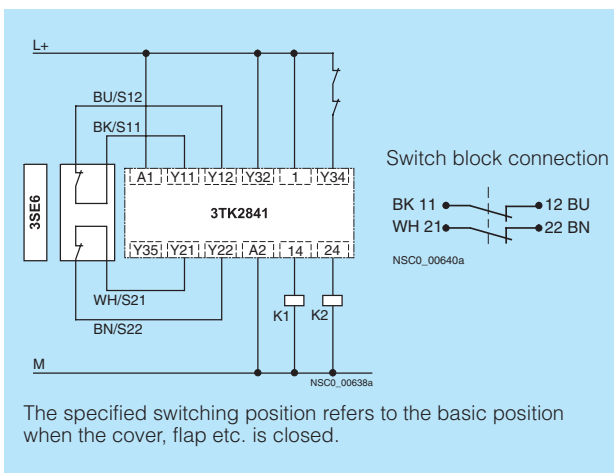 L+
BU/S12
BK/S11
A1 Y11 Y12 Y32 1 Y34
3SE6
3TK2841
Y35 Y21 Y22 A2 14 24
WH/S21
BN/S22
K1 K2
M
NSC0_00638a
Switch block connection
BK 11 12 BU
WH 21 22 BN
NSC0_00640a
The specified switching position refers to the basic position
when the cover, flap etc. is closed.